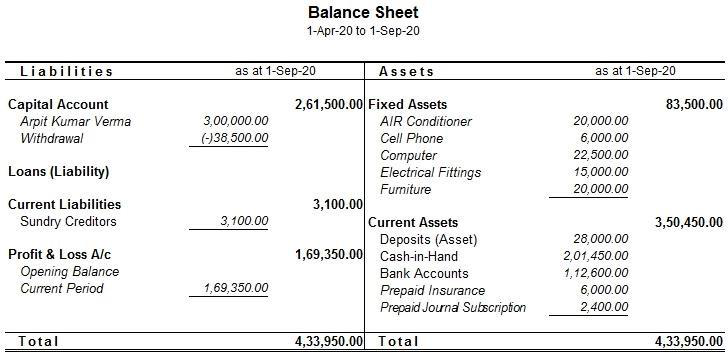 Balance Sheet
1-Apr-20 to 1-Sep-20
Liabilities as at 1-Sep-20 Assets as at 1-Sep-20
Capital Account 2,61,500.00 Fixed Assets 83,500.00
Arpit Kumar Verma 3,00,000.00 AIR Conditioner 20,000.00
Withdrawal (-)38,500.00 Cell Phone 6,000.00
Computer 22,500.00
Loans (Liability) Electrical Fittings 15,000.00
Furniture 20,000.00
Current Liabilities 3,100.00
Sundry Creditors 3,100.00 Current Assets 3,50,450.00
Deposits (Asset) 28,000.00
Profit & Loss A/c 1,69,350.00 Cash-in-Hand 2,01,450.00
Opening Balance Bank Accounts 1,12,600.00
Current Period 1,69,350.00 Prepaid Insurance 6,000.00
Prepaid Journal Subscription 2,400.00
Total 4,33,950.00 Total 4,33,950.00